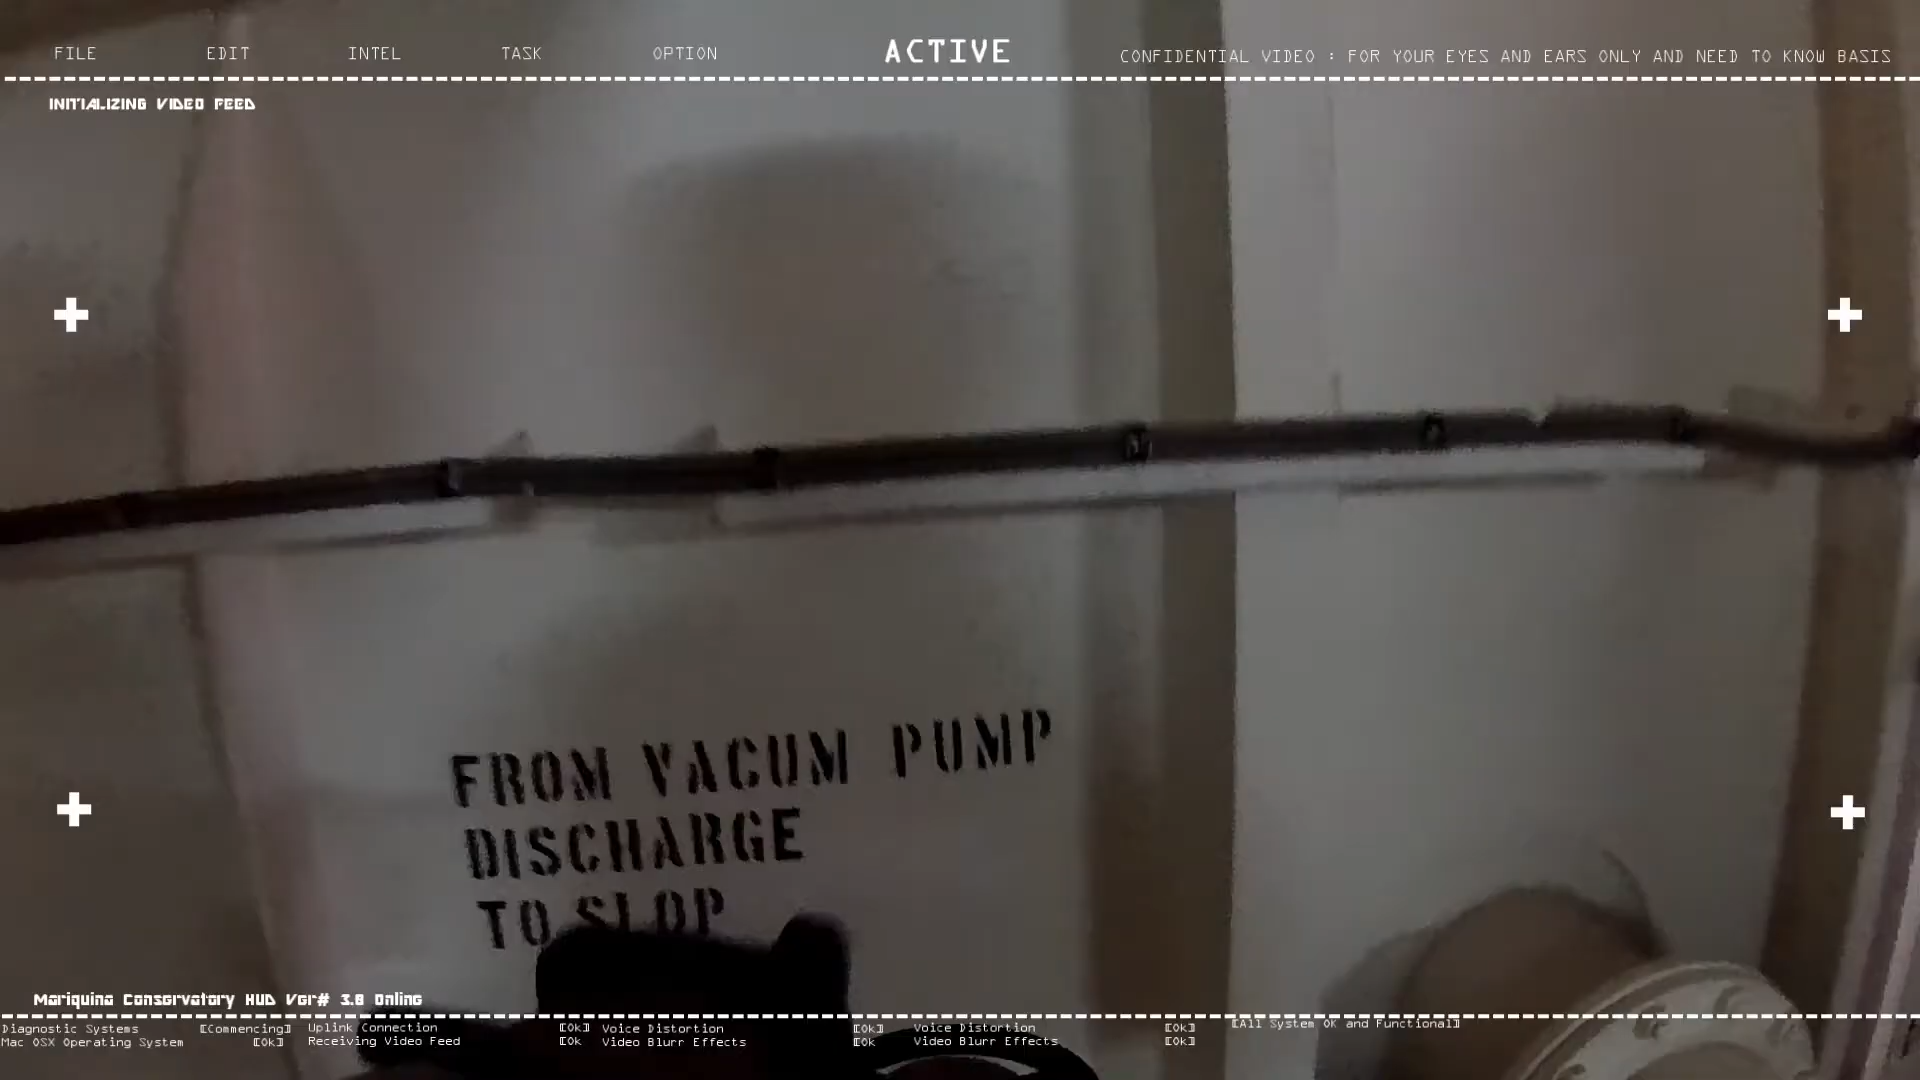 FILE EDIT INTEL TASK OPTION ACTIVE CONFIDENTIAL VIDEO : FOR YOUR EYES AND EARS ONLY AND NEED TO KNOW BASIS
INITIALIZING VIDEO FEED
FROM VACUM PUMP
DISCHARGE
TO SLOP
Mariquina Conservatory HUD Ver# 3.0 Online
Diagnostic Systems [Commencing] Uplink Connection [Ok] Voice Distortion [Ok] Voice Distortion [Ok] [All System OK and Functional]
Mac OSX Operating System [Ok] Receiving Video Feed [Ok Video Blurr Effects [Ok Video Blurr Effects [Ok]